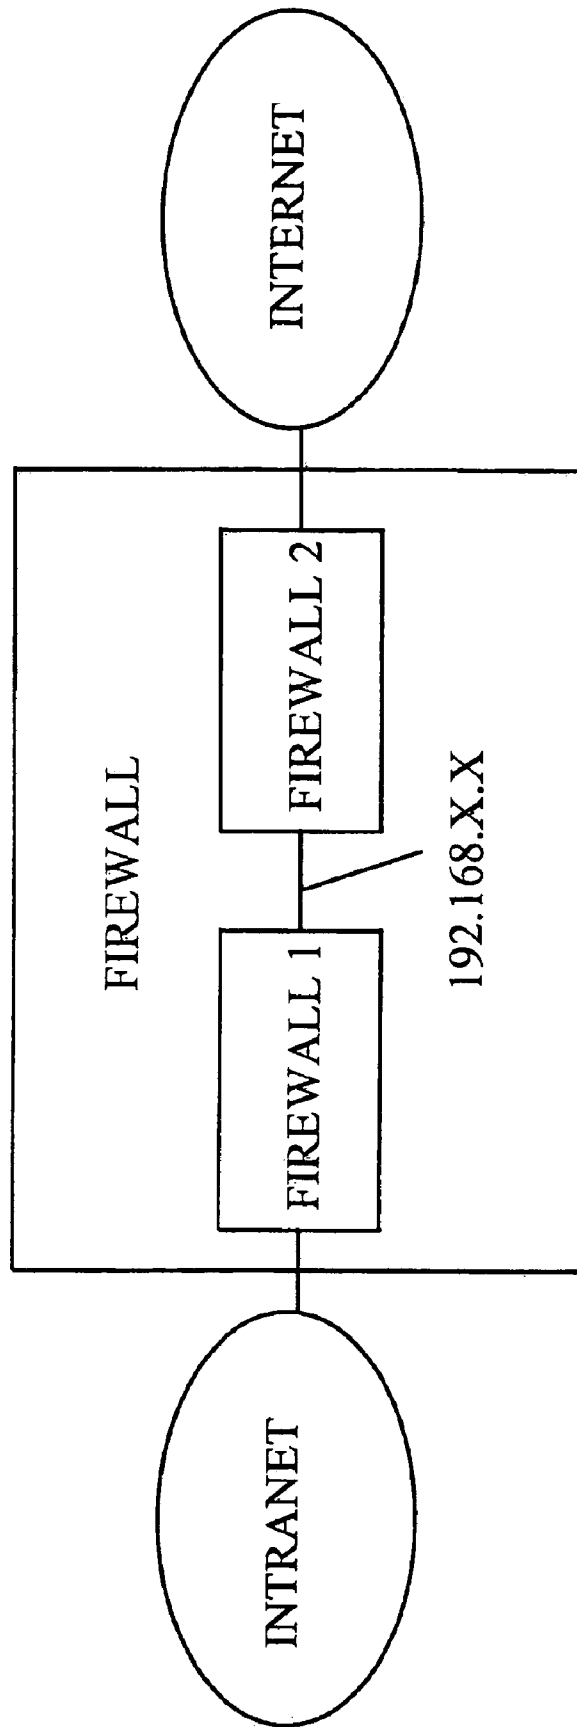 FIREWALL
INTRANET
FIREWALL 1
FIREWALL 2
INTERNET
192.168.X.X